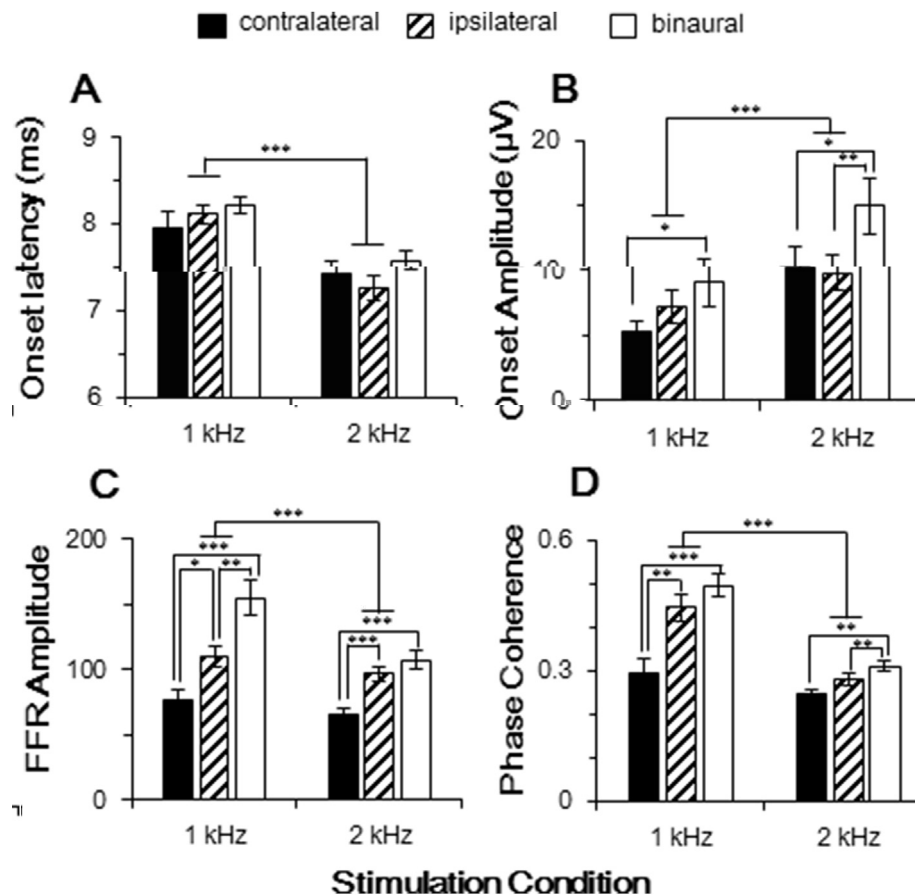 contralateral ipsilateral binaural
A
Onset latency (ms)
9
8
7
6
***
1 kHz 2 kHz
B
Onset Amplitude (µV)
20
10
0
***
*
**
*
1 kHz 2 kHz
C
FFR Amplitude
200
100
0
***
***
* **
***
***
1 kHz 2 kHz
D
Phase Coherence
0.6
0.3
0
***
***
**
**
**
1 kHz 2 kHz
Stimulation Condition